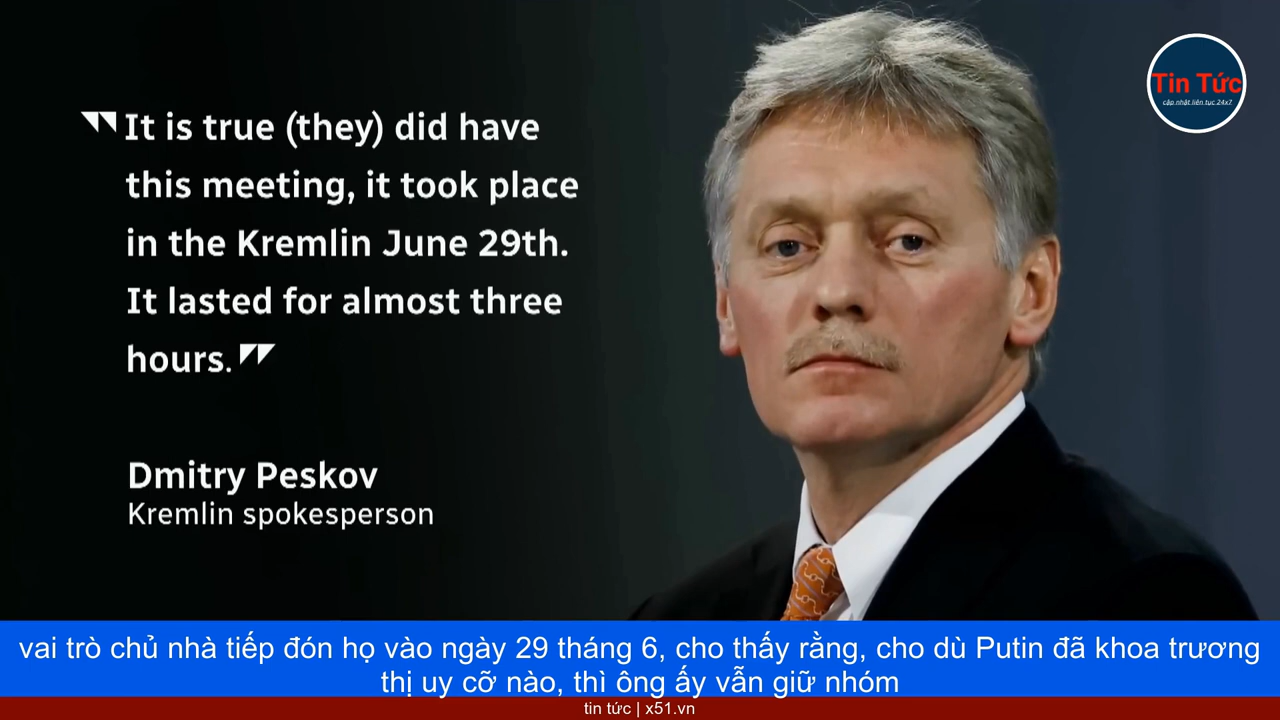 It is true (they) did have
this meeting, it took place
in the Kremlin June 29th.
It lasted for almost three
hours.
Dmitry Peskov
Kremlin spokesperson
Tin Tức
cập nhật liên tục 24x7
vai trò chủ nhà tiếp đón họ vào ngày 29 tháng 6, cho thấy rằng, cho dù Putin đã khoa trương
thị uy cỡ nào, thì ông ấy vẫn giữ nhóm
tin tức | x51.vn